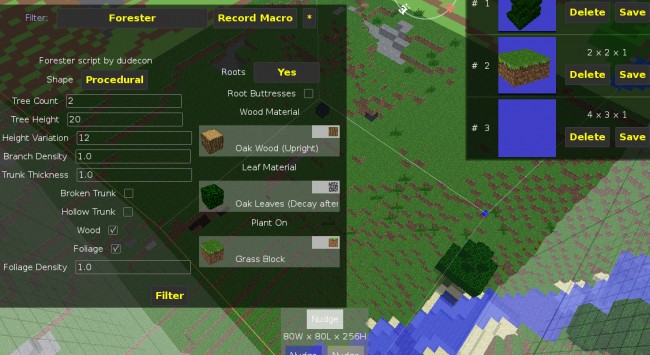 Filter: Forester Record Macro *
Forester script by dudecon
Shape Procedural
Tree Count 2
Tree Height 20
Height Variation 12
Branch Density 1.0
Trunk Thickness 1.0
Broken Trunk
Hollow Trunk
Wood
Foliage
Foliage Density 1.0
Roots Yes
Root Buttresses
Wood Material
Oak Wood (Upright)
Leaf Material
Oak Leaves (Decay after
Plant On
Grass Block
Filter
# 1
Delete Save
# 2
2 x 2 x 1
Delete Save
# 3
4 x 3 x 1
Delete Save
Nudge
80W x 80L x 256H
Nudge Nudge